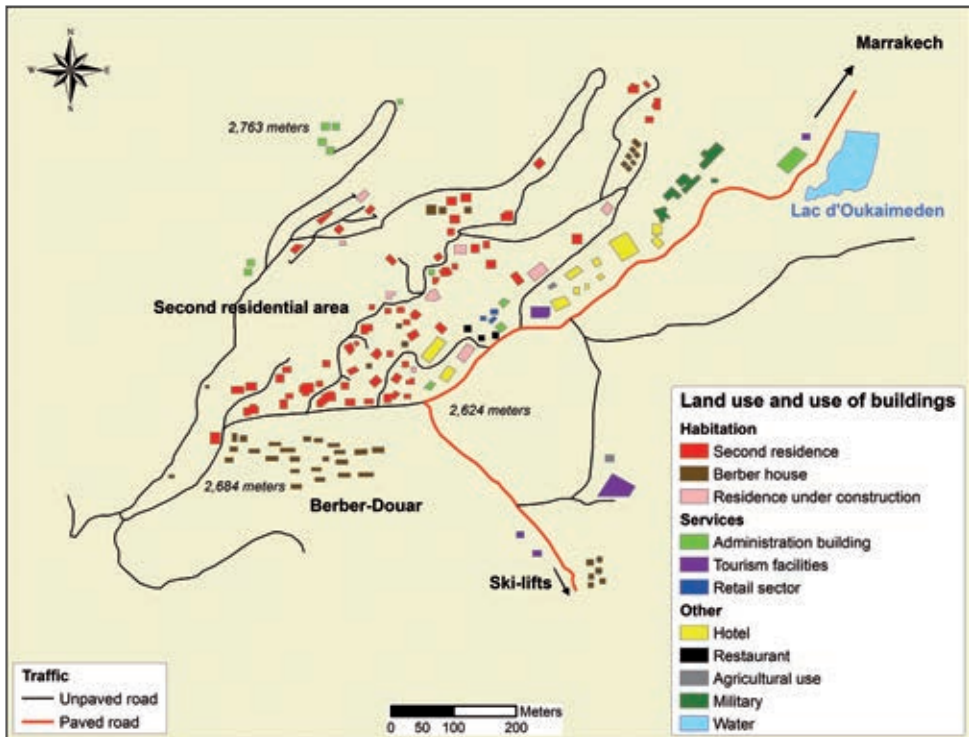 Marrakech
N
W E
N
2,763 meters
Lac d'Oukaimeden
Second residential area
2,624 meters
2,684 meters
Berber-Douar
Ski-lifts
Land use and use of buildings
Habitation
Second residence
Berber house
Residence under construction
Services
Administration building
Tourism facilities
Retail sector
Other
Hotel
Restaurant
Agricultural use
Military
Water
Traffic
Unpaved road
Paved road
Meters
0 50 100 200